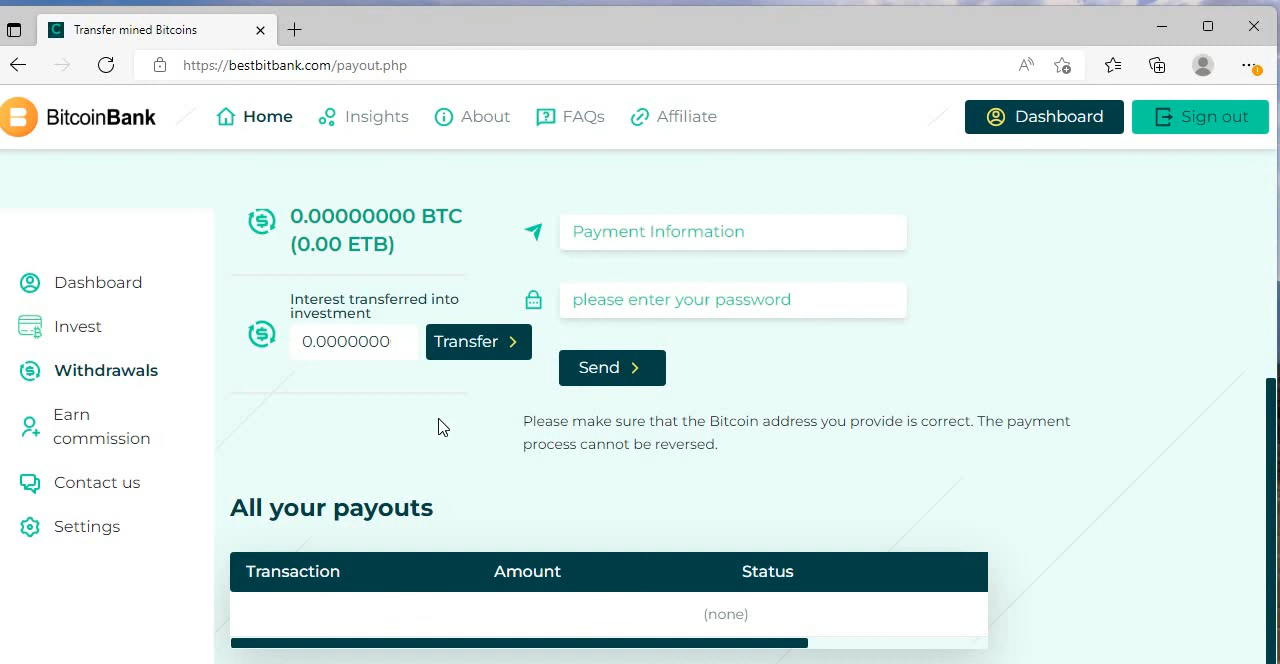 Transfer mined Bitcoins
https://bestbitbank.com/payout.php
BitcoinBank
Home
Insights
About
FAQs
Affiliate
Dashboard
Sign out
Dashboard
Invest
Withdrawals
Earn
commission
Contact us
Settings
0.00000000 BTC
(0.00 ETB)
Interest transferred into
investment
0.0000000
Transfer
Payment Information
please enter your password
Send
Please make sure that the Bitcoin address you provide is correct. The payment
process cannot be reversed.
All your payouts
Transaction Amount Status
(none)